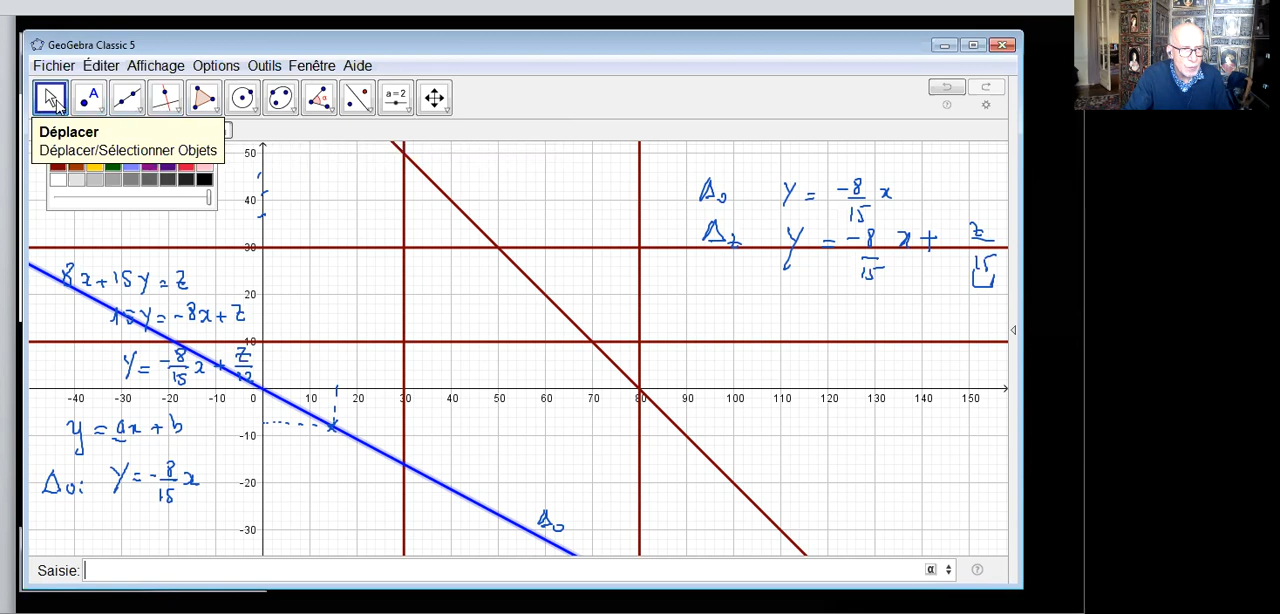 GeoGebra Classic 5
Fichier Éditer Affichage Options Outils Fenêtre Aide
A
a=2
Déplacer
Déplacer/Sélectionner Objets
50
40
30
20
10
-10
-20
-30
-40 -30 -20 -10 0 10 20 30 40 50 60 70 80 90 100 110 120 130 140 150
Δ0 y = -8/15 x
Δz y = -8/15 x + z/15
8x + 15y = z
15y = -8x + z
y = -8/15 x + z/15
y = ax + b
Δ0: y = -8/15 x
Δ0
Saisie:
α